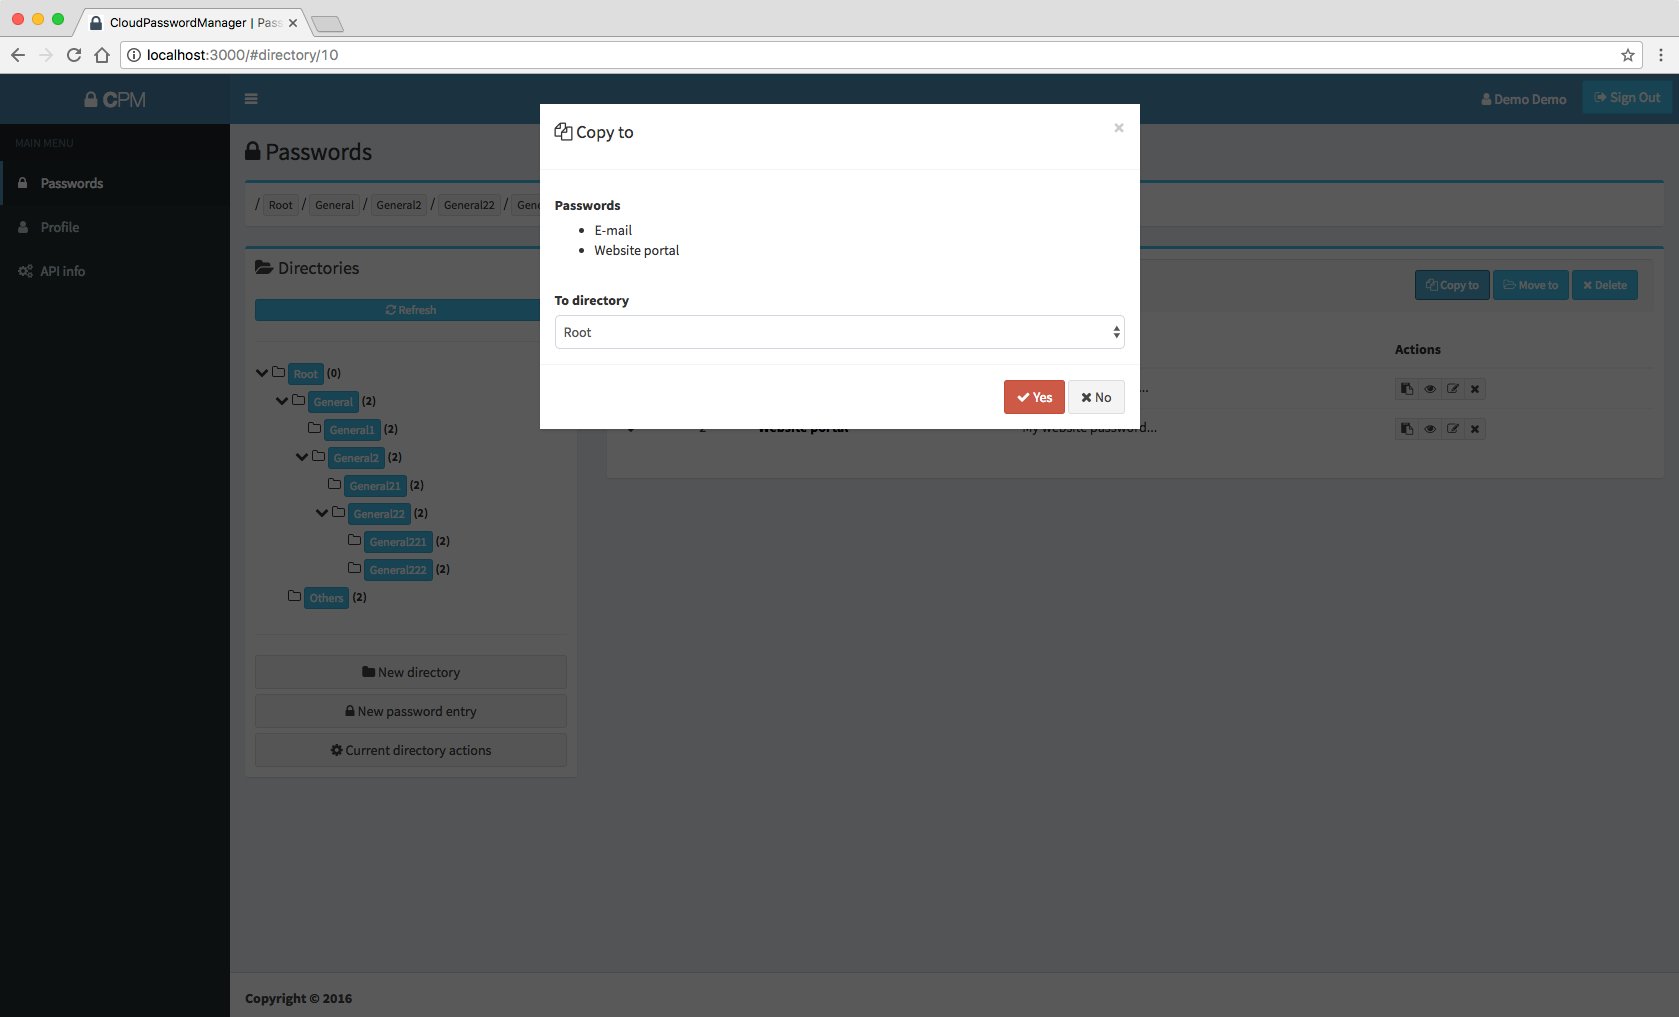 CloudPasswordManager | Pass
localhost:3000/#directory/10
CPM
Demo Demo
Sign Out
MAIN MENU
Passwords
Profile
API info
Passwords
/ Root / General / General2 / General22 / Gene
Directories
Refresh
Root (0)
General (2)
General1 (2)
General2 (2)
General21 (2)
General22 (2)
General221 (2)
General222 (2)
Others (2)
New directory
New password entry
Current directory actions
Copy to
Passwords
E-mail
Website portal
To directory
Root
Yes
No
Copy to
Move to
Delete
Actions
2 Website portal My website password...
Copyright © 2016